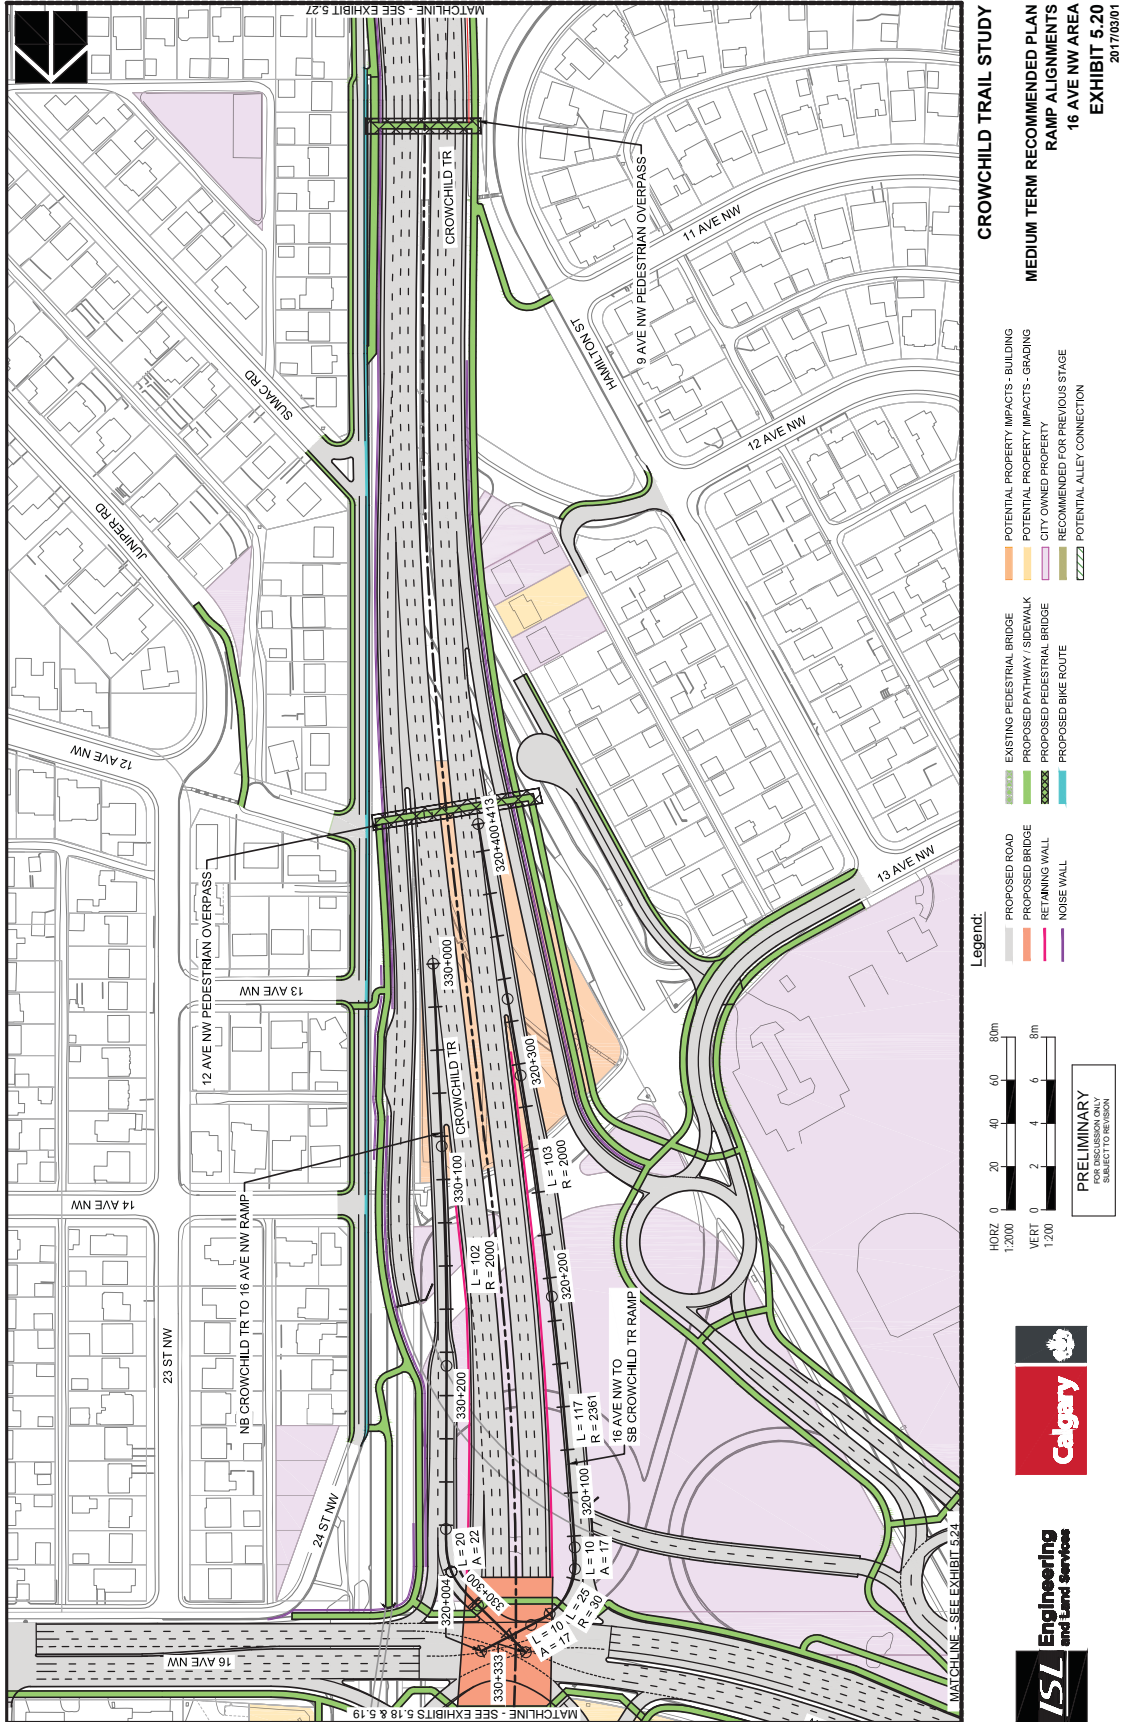 CROWCHILD TRAIL STUDY
MEDIUM TERM RECOMMENDED PLAN
RAMP ALIGNMENTS
16 AVE NW AREA
EXHIBIT 5.20
2017/03/01
MATCHLINE - SEE EXHIBIT 5.27
CROWCHILD TR
9 AVE NW PEDESTRIAN OVERPASS
11 AVE NW
HAMILTON ST
12 AVE NW
SUMAC RD
JUNIPER RD
12 AVE NW
12 AVE NW PEDESTRIAN OVERPASS
320+400+413
13 AVE NW
13 AVE NW
330+000
CROWCHILD TR
320+300
NB CROWCHILD TR TO 16 AVE NW RAMP
330+100
L = 103
R = 2000
14 AVE NW
L = 102
R = 2000
320+200
16 AVE NW TO
SB CROWCHILD TR RAMP
23 ST NW
330+200
L = 117
R = 2361
320+100
24 ST NW
L = 20
A = 22
330+300
320+004
L = 10
A = 17
L = 25
R = 30
L = 10
A = 17
330+333
16 AVE NW
MATCHLINE - SEE EXHIBITS 5.18 & 5.19
MATCHLINE - SEE EXHIBIT 5.24
Legend:
PROPOSED ROAD
PROPOSED BRIDGE
RETAINING WALL
NOISE WALL
EXISTING PEDESTRIAL BRIDGE
PROPOSED PATHWAY / SIDEWALK
PROPOSED PEDESTRIAL BRIDGE
PROPOSED BIKE ROUTE
POTENTIAL PROPERTY IMPACTS - BUILDING
POTENTIAL PROPERTY IMPACTS - GRADING
CITY OWNED PROPERTY
RECOMMENDED FOR PREVIOUS STAGE
POTENTIAL ALLEY CONNECTION
HORZ
1:2000
0 20 40 60 80m
VERT
1:200
0 2 4 6 8m
PRELIMINARY
FOR DISCUSSION ONLY
SUBJECT TO REVISION
Calgary
ISL Engineering
and Land Services